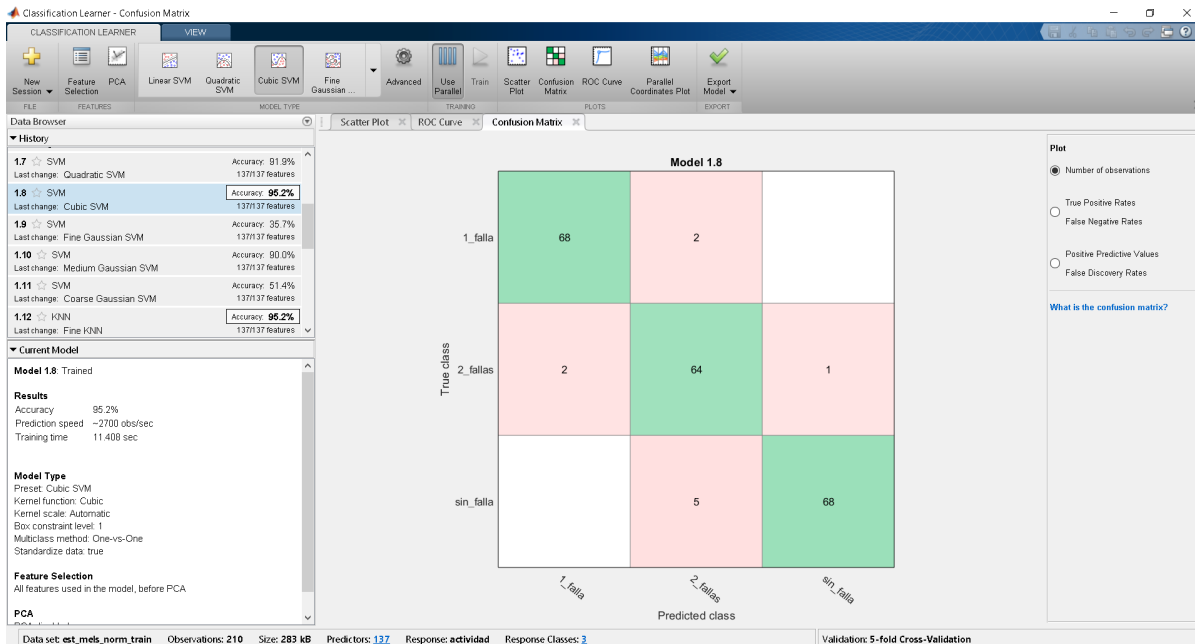 Classification Learner - Confusion Matrix
CLASSIFICATION LEARNER VIEW
New Session
Feature Selection
PCA
Linear SVM
Quadratic SVM
Cubic SVM
Fine Gaussian ...
Advanced
Use Parallel
Train
Scatter Plot
Confusion Matrix
ROC Curve
Parallel Coordinates Plot
Export Model
FILE FEATURES MODEL TYPE TRAINING PLOTS EXPORT
Data Browser
History
1.7 SVM Accuracy: 91.9%
Last change: Quadratic SVM 137/137 features
1.8 SVM Accuracy: 95.2%
Last change: Cubic SVM 137/137 features
1.9 SVM Accuracy: 35.7%
Last change: Fine Gaussian SVM 137/137 features
1.10 SVM Accuracy: 90.0%
Last change: Medium Gaussian SVM 137/137 features
1.11 SVM Accuracy: 51.4%
Last change: Coarse Gaussian SVM 137/137 features
1.12 KNN Accuracy: 95.2%
Last change: Fine KNN 137/137 features
Current Model
Model 1.8: Trained
Results
Accuracy 95.2%
Prediction speed ~2700 obs/sec
Training time 11.408 sec
Model Type
Preset: Cubic SVM
Kernel function: Cubic
Kernel scale: Automatic
Box constraint level: 1
Multiclass method: One-vs-One
Standardize data: true
Feature Selection
All features used in the model, before PCA
PCA
Scatter Plot ROC Curve Confusion Matrix
Model 1.8
True class
1_falla 68 2
2_fallas 2 64 1
sin_falla 5 68
1_falla 2_fallas sin_falla
Predicted class
Plot
Number of observations
True Positive Rates
False Negative Rates
Positive Predictive Values
False Discovery Rates
What is the confusion matrix?
Data set: est_mels_norm_train Observations: 210 Size: 283 kB Predictors: 137 Response: actividad Response Classes: 3 Validation: 5-fold Cross-Validation